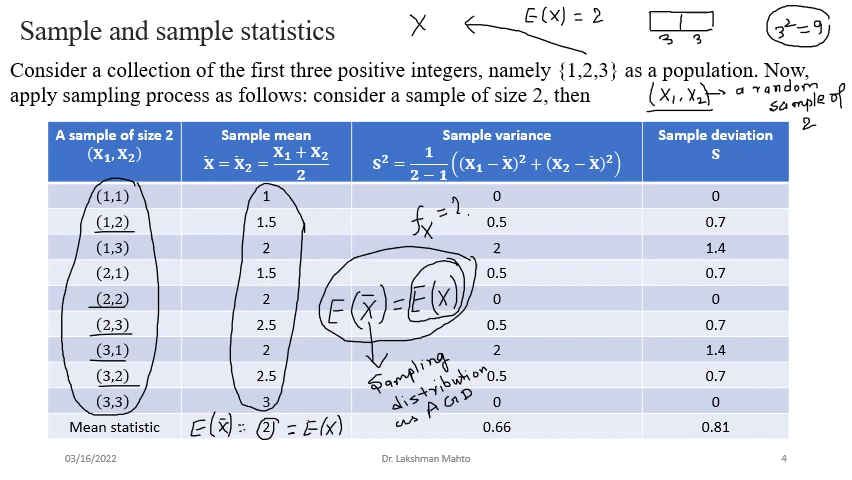 Sample and sample statistics
X ← E(X) = 2
3 3
3² = 9
Consider a collection of the first three positive integers, namely {1,2,3} as a population. Now,
apply sampling process as follows: consider a sample of size 2, then
(X₁, X₂) → a random
sample of
2
A sample of size 2 (X₁, X₂) | Sample mean X̄ = X̄₂ = (X₁ + X₂)/2 | Sample variance S² = 1/(2 − 1) ((X₁ − X̄)² + (X₂ − X̄)²) | Sample deviation S
(1,1) 1 0 0
(1,2) 1.5 0.5 0.7
(1,3) 2 2 1.4
(2,1) 1.5 0.5 0.7
(2,2) 2 0 0
(2,3) 2.5 0.5 0.7
(3,1) 2 2 1.4
(3,2) 2.5 0.5 0.7
(3,3) 3 0 0
Mean statistic E(X̄) = 2 = E(X) 0.66 0.81
f_X = ?
E(X̄) = E(X)
Sampling
distribution
as AGD
03/16/2022 Dr. Lakshman Mahto 4